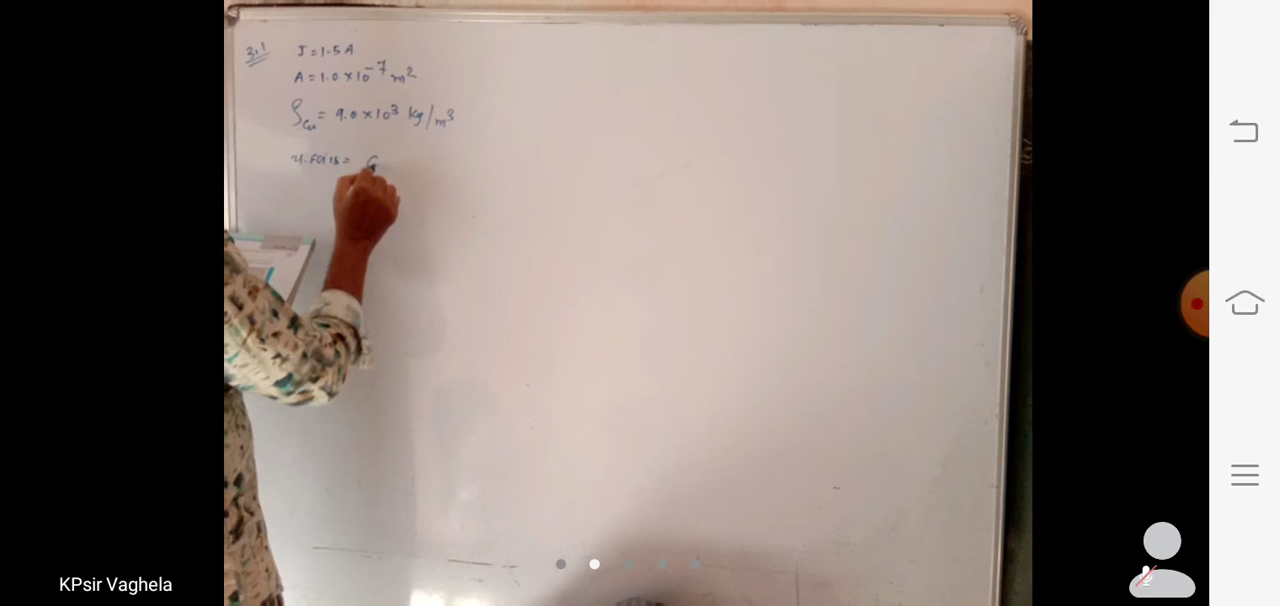 3.1 I = 1.5 A
A = 1.0 × 10⁻⁷ m²
ρCu = 9.0 × 10³ kg/m³
KPsir Vaghela